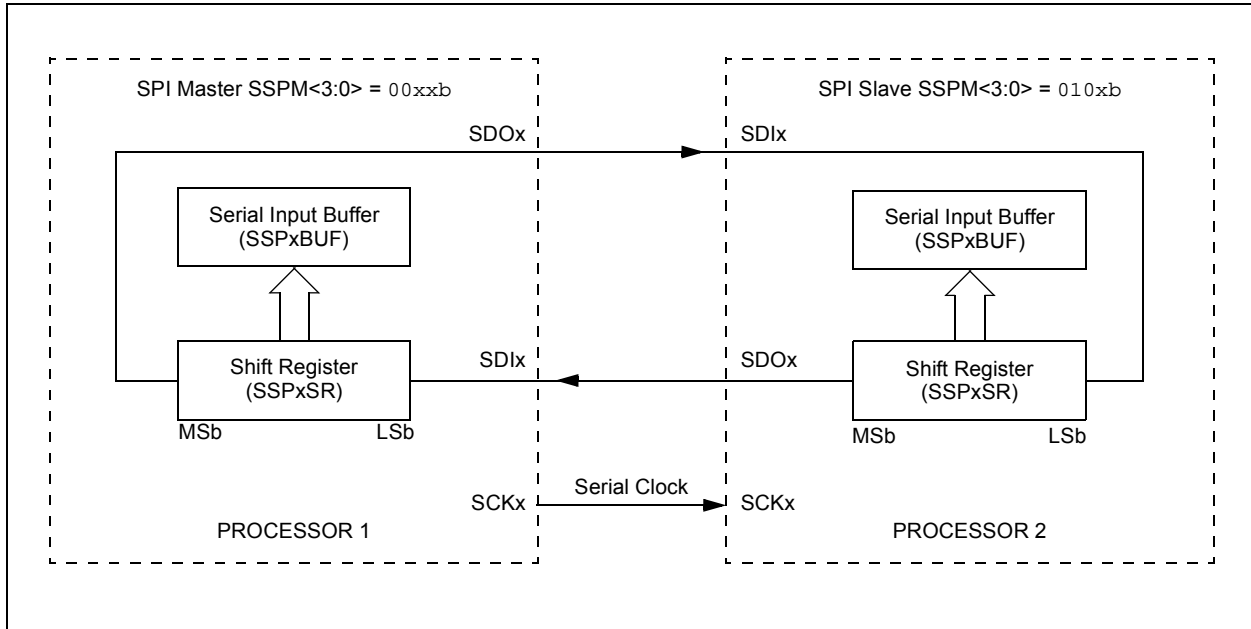 SPI Master SSPM<3:0> = 00xxb
SPI Slave SSPM<3:0> = 010xb
SDOx
SDIx
Serial Input Buffer
(SSPxBUF)
Serial Input Buffer
(SSPxBUF)
Shift Register
(SSPxSR)
SDIx
SDOx
Shift Register
(SSPxSR)
MSb
LSb
MSb
LSb
SCKx
Serial Clock
SCKx
PROCESSOR 1
PROCESSOR 2